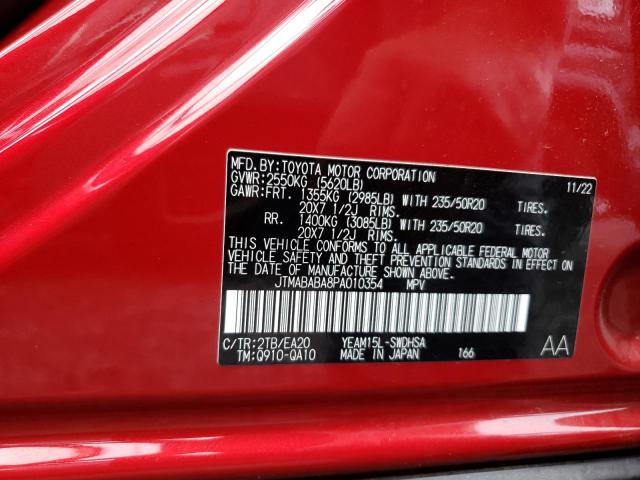 MFD.BY:TOYOTA MOTOR CORPORATION 11/22
GVWR:2550KG (5620LB)
GAWR:FRT. 1355KG (2985LB) WITH 235/50R20 TIRES.
20X7 1/2J RIMS.
RR. 1400KG (3085LB) WITH 235/50R20 TIRES.
20X7 1/2J RIMS.
THIS VEHICLE CONFORMS TO ALL APPLICABLE FEDERAL MOTOR
VEHICLE SAFETY AND THEFT PREVENTION STANDARDS IN EFFECT ON
THE DATE OF MANUFACTURE SHOWN ABOVE.
JTMABABA8PA010354 MPV
C/TR:2TB/EA20 YEAM15L-SWDHSA AA
TM:Q910-QA10 MADE IN JAPAN 166